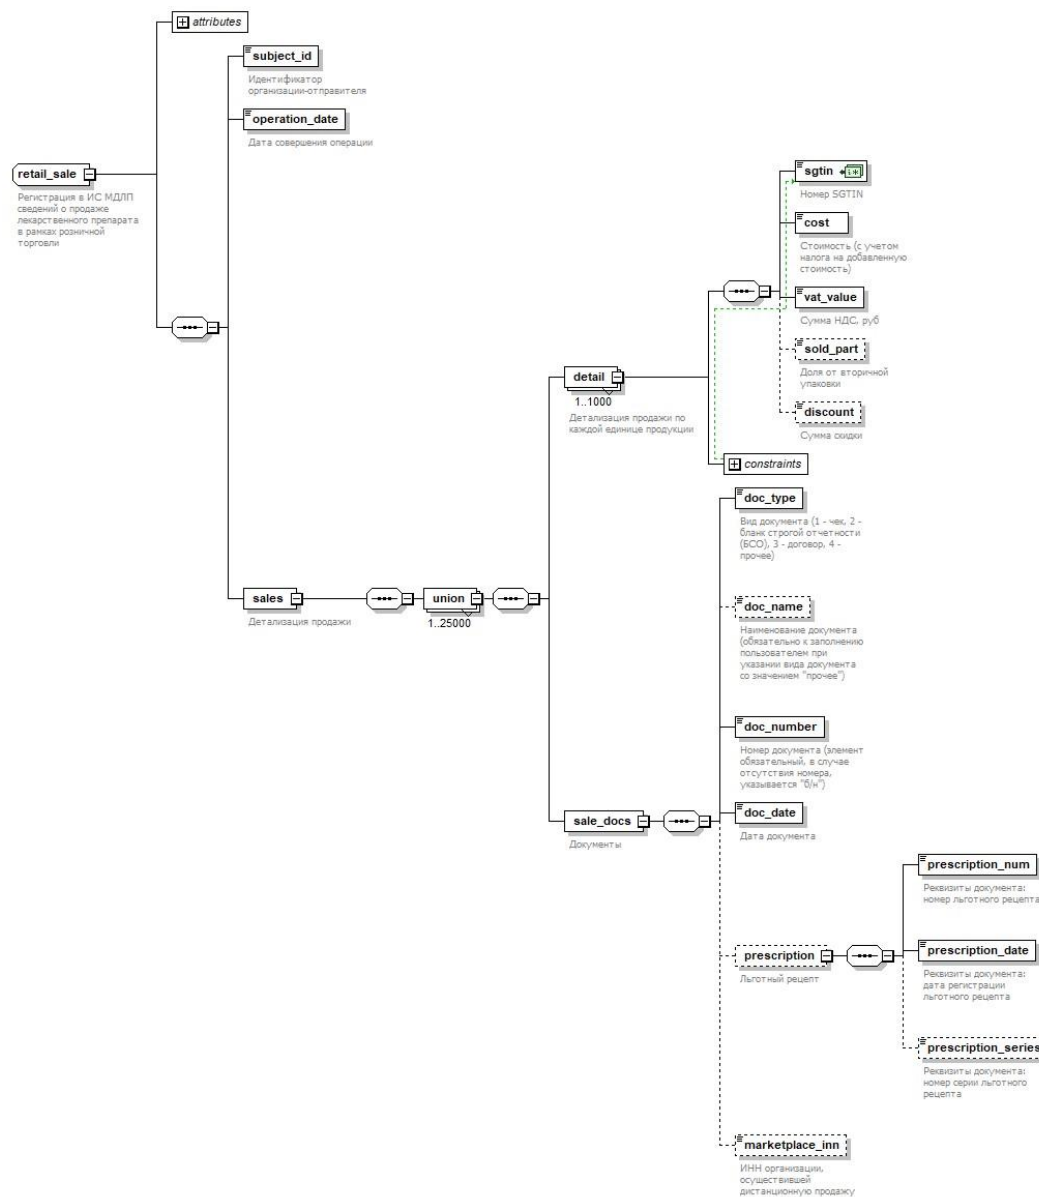 attributes
subject_id
Идентификатор
организации-отправителя
operation_date
Дата совершения операции
retail_sale
Регистрация в ИС МДЛП
сведений о продаже
лекарственного препарата
в рамках розничной
торговли
sgtin
Номер SGTIN
cost
Стоимость (с учетом
налога на добавленную
стоимость)
vat_value
Сумма НДС, руб
sold_part
Доля от вторичной
упаковки
discount
Сумма скидки
detail
1..1000
Детализация продажи по
каждой единице продукции
constraints
doc_type
Вид документа (1 - чек, 2 -
бланк строгой отчетности
(БСО), 3 - договор, 4 -
прочее)
sales
Детализация продажи
union
1..25000
doc_name
Наименование документа
(обязательно к заполнению
пользователем при
указании вида документа
со значением "прочее")
doc_number
Номер документа (элемент
обязательный, в случае
отсутствия номера,
указывается "б/н")
sale_docs
Документы
doc_date
Дата документа
prescription_num
Реквизиты документа:
номер льготного рецепта
prescription
Льготный рецепт
prescription_date
Реквизиты документа:
дата регистрации
льготного рецепта
prescription_series
Реквизиты документа:
номер серии льготного
рецепта
marketplace_inn
ИНН организации,
осуществившей
дистанционную продажу